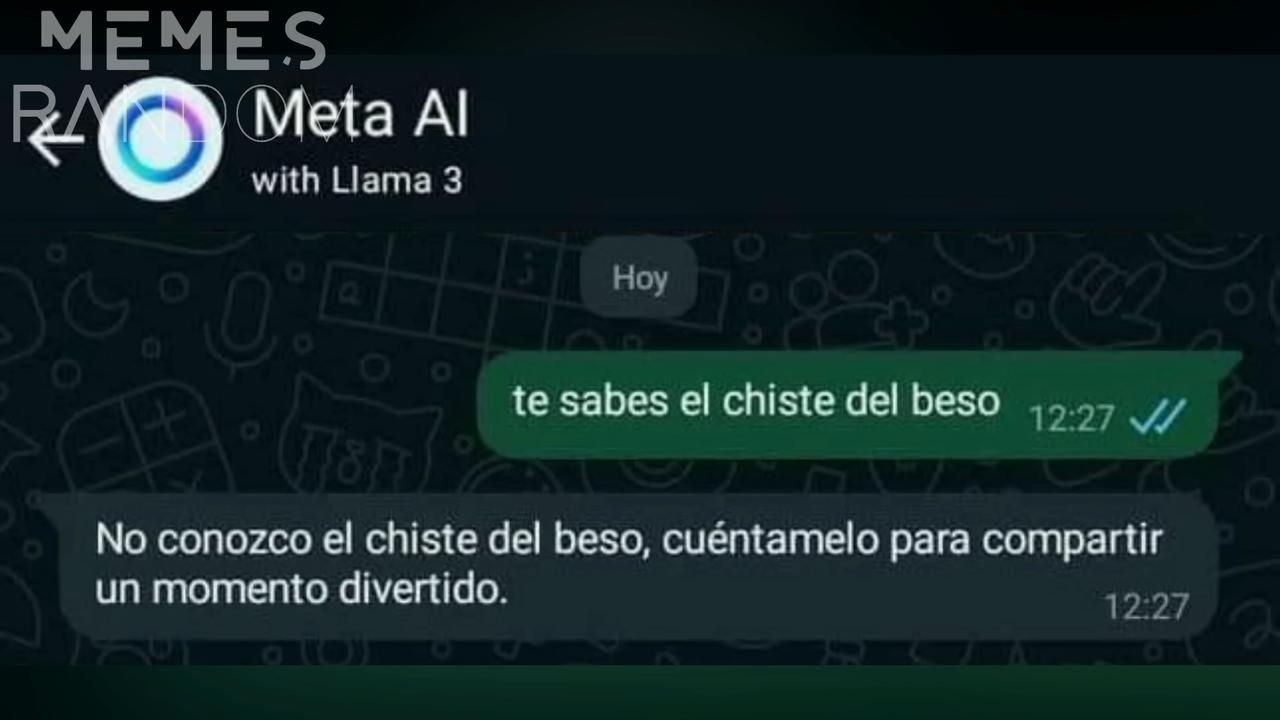 MEMES
RANDOM
Meta AI
with Llama 3
Hoy
te sabes el chiste del beso 12:27
No conozco el chiste del beso, cuéntamelo para compartir
un momento divertido.
12:27